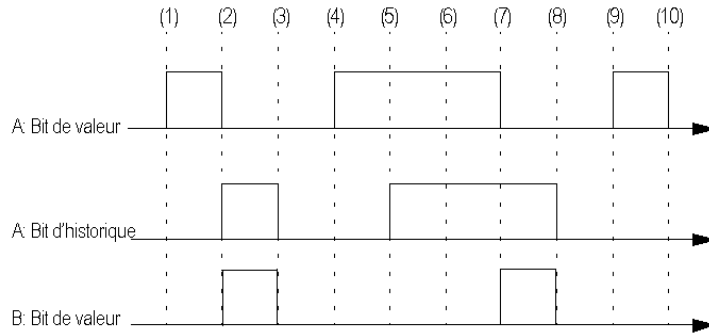 (1) (2) (3) (4) (5) (6) (7) (8) (9) (10)
A: Bit de valeur
A: Bit d'historique
B: Bit de valeur